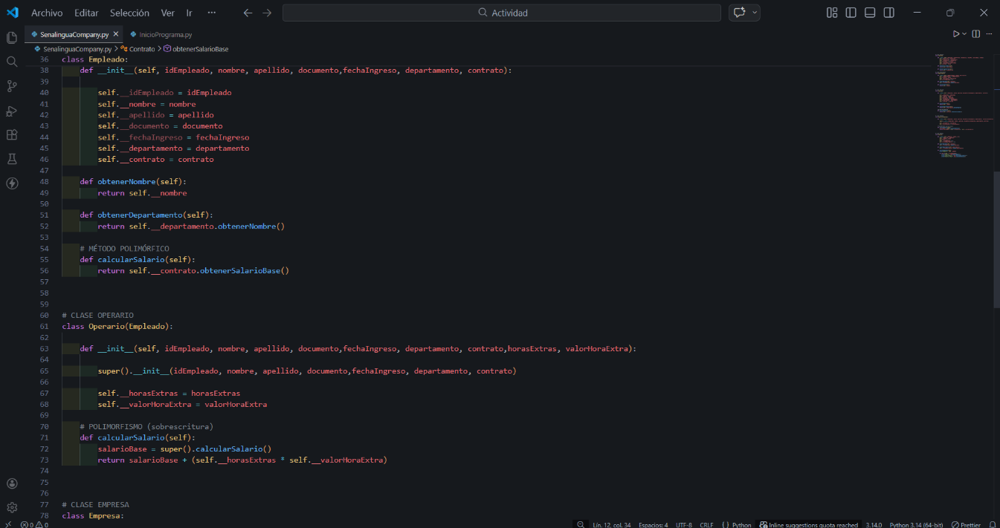 Archivo Editar Selección Ver Ir ··· Actividad
SenalinguaCompany.py InicioPrograma.py
SenalinguaCompany.py > Contrato > obtenerSalarioBase
36 class Empleado:
38 def __init__(self, idEmpleado, nombre, apellido, documento,fechaIngreso, departamento, contrato):
39
40 self.__idEmpleado = idEmpleado
41 self.__nombre = nombre
42 self.__apellido = apellido
43 self.__documento = documento
44 self.__fechaIngreso = fechaIngreso
45 self.__departamento = departamento
46 self.__contrato = contrato
47
48 def obtenerNombre(self):
49 return self.__nombre
50
51 def obtenerDepartamento(self):
52 return self.__departamento.obtenerNombre()
53
54 # MÉTODO POLIMÓRFICO
55 def calcularSalario(self):
56 return self.__contrato.obtenerSalarioBase()
57
58
59
60 # CLASE OPERARIO
61 class Operario(Empleado):
62
63 def __init__(self, idEmpleado, nombre, apellido, documento,fechaIngreso, departamento, contrato,horasExtras, valorHoraExtra):
64
65 super().__init__(idEmpleado, nombre, apellido, documento,fechaIngreso, departamento, contrato)
66
67 self.__horasExtras = horasExtras
68 self.__valorHoraExtra = valorHoraExtra
69
70 # POLIMORFISMO (sobrescritura)
71 def calcularSalario(self):
72 salarioBase = super().calcularSalario()
73 return salarioBase + (self.__horasExtras * self.__valorHoraExtra)
74
75
76
77 # CLASE EMPRESA
78 class Empresa:
0 0 Lín. 12, col. 34 Espacios: 4 UTF-8 CRLF { } Python Inline suggestions quota reached 3.14.0 Python 3.14 (64-bit) Prettier